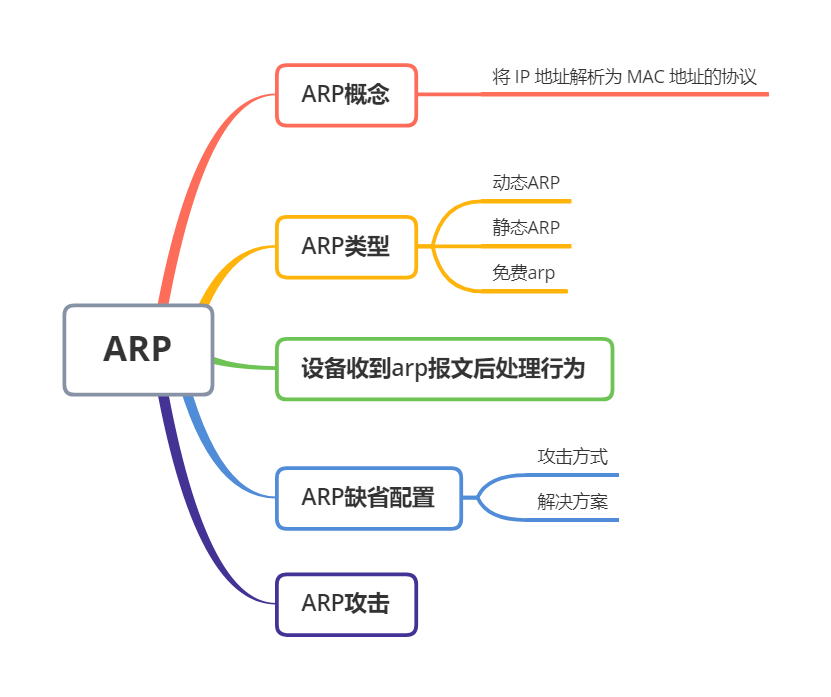 ARP
ARP概念
将 IP 地址解析为 MAC 地址的协议
ARP类型
动态ARP
静态ARP
免费arp
设备收到arp报文后处理行为
ARP缺省配置
攻击方式
解决方案
ARP攻击